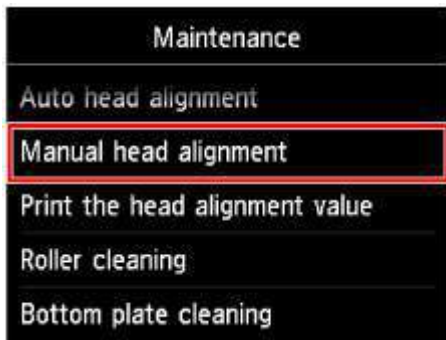 Maintenance
Auto head alignment
Manual head alignment
Print the head alignment value
Roller cleaning
Bottom plate cleaning